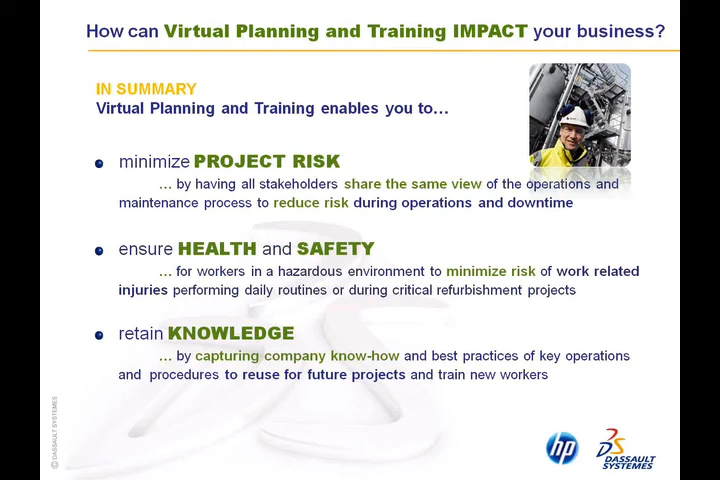 How can Virtual Planning and Training IMPACT your business?
IN SUMMARY
Virtual Planning and Training enables you to…
minimize PROJECT RISK
… by having all stakeholders share the same view of the operations and
maintenance process to reduce risk during operations and downtime
ensure HEALTH and SAFETY
… for workers in a hazardous environment to minimize risk of work related
injuries performing daily routines or during critical refurbishment projects
retain KNOWLEDGE
… by capturing company know-how and best practices of key operations
and procedures to reuse for future projects and train new workers
© DASSAULT SYSTEMES
hp
DS
DASSAULT
SYSTEMES